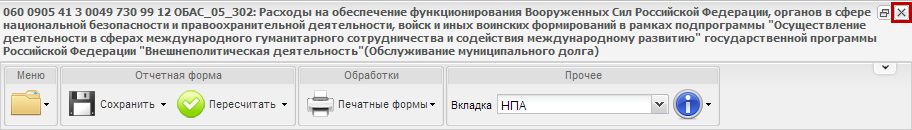 060 0905 41 3 0049 730 99 12 ОБАС_05_302: Расходы на обеспечение функционирования Вооруженных Сил Российской Федерации, органов в сфере
национальной безопасности и правоохранительной деятельности, войск и иных воинских формирований в рамках подпрограммы "Осуществление
деятельности в сферах международного гуманитарного сотрудничества и содействия международному развитию" государственной программы
Российской Федерации "Внешнеполитическая деятельность"(Обслуживание муниципального долга)
Меню Отчетная форма Обработки Прочее
Сохранить Пересчитать Печатные формы Вкладка НПА